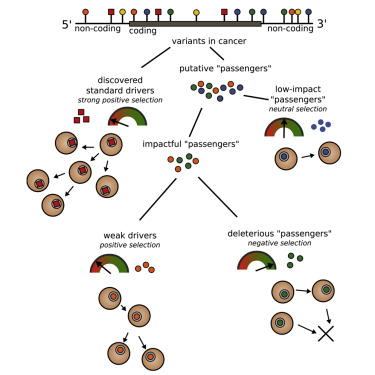 5' 3'
non-coding coding non-coding
variants in cancer
putative "passengers"
discovered
standard drivers
strong positive selection
low-impact
"passengers"
neutral selection
impactful "passengers"
weak drivers
positive selection
deleterious "passengers"
negative selection